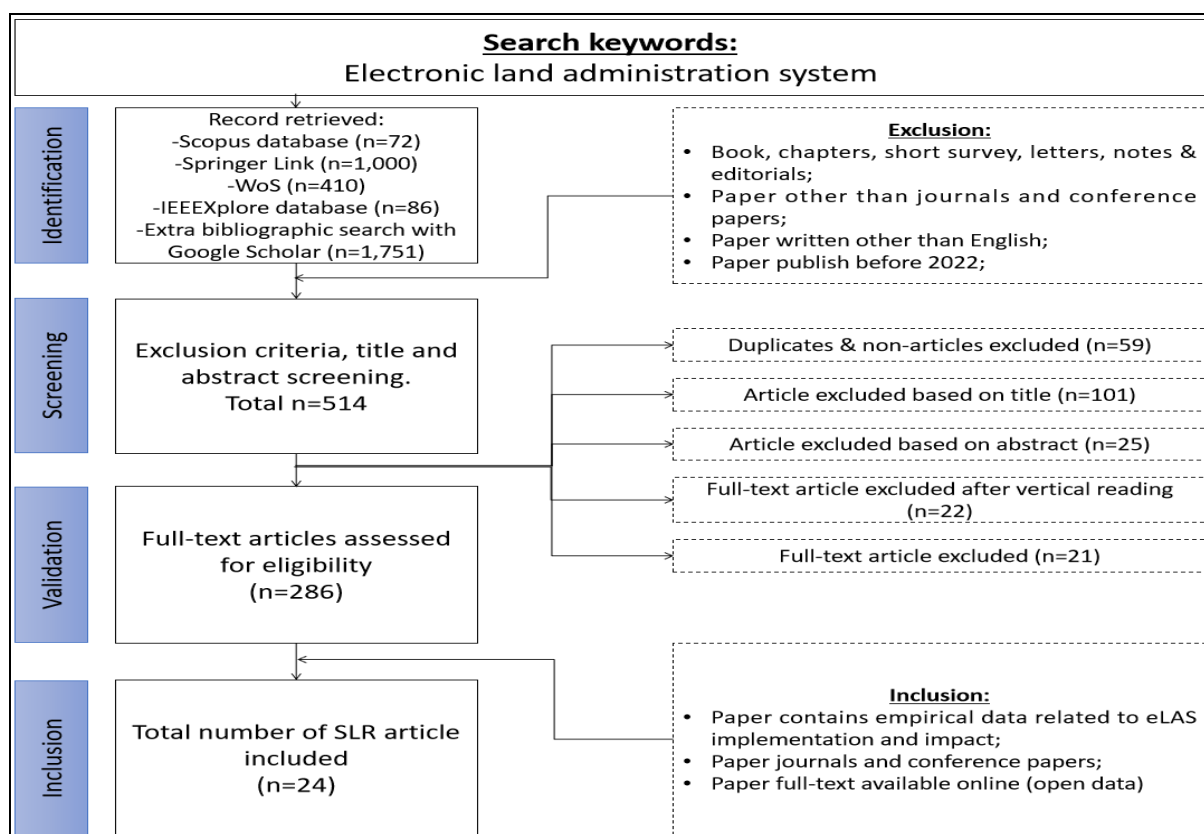 Search keywords:
Electronic land administration system
Identification
Record retrieved:
-Scopus database (n=72)
-Springer Link (n=1,000)
-WoS (n=410)
-IEEEXplore database (n=86)
-Extra bibliographic search with
Google Scholar (n=1,751)
Exclusion:
• Book, chapters, short survey, letters, notes &
editorials;
• Paper other than journals and conference
papers;
• Paper written other than English;
• Paper publish before 2022;
Screening
Exclusion criteria, title and
abstract screening.
Total n=514
Duplicates & non-articles excluded (n=59)
Article excluded based on title (n=101)
Article excluded based on abstract (n=25)
Full-text article excluded after vertical reading
(n=22)
Full-text article excluded (n=21)
Validation
Full-text articles assessed
for eligibility
(n=286)
Inclusion
Total number of SLR article
included
(n=24)
Inclusion:
• Paper contains empirical data related to eLAS
implementation and impact;
• Paper journals and conference papers;
• Paper full-text available online (open data)